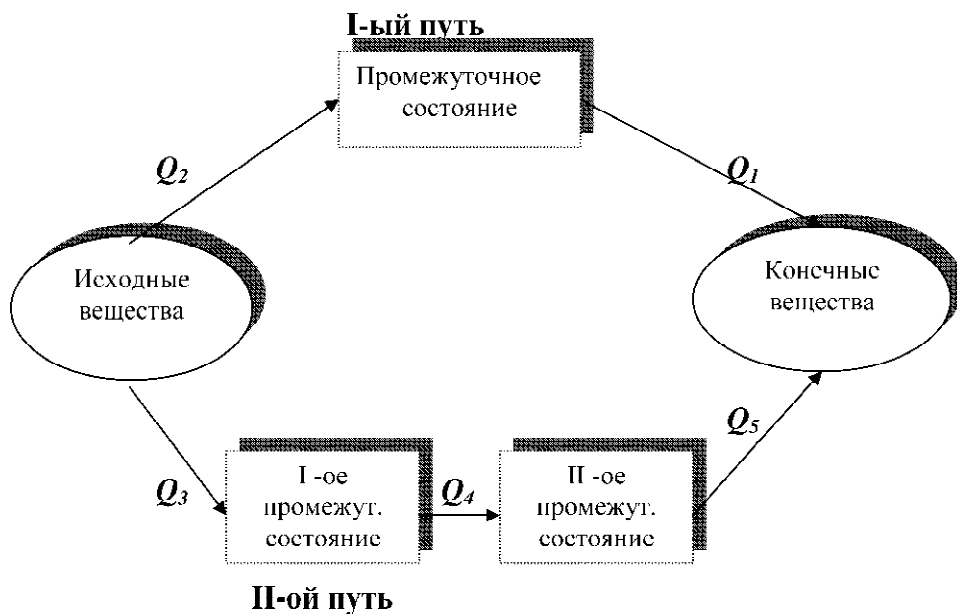 I-ый путь
Промежуточное
состояние
Q2
Q1
Исходные
вещества
Конечные
вещества
Q5
Q3
I -ое
промежут.
состояние
Q4
II -ое
промежут.
состояние
II-ой путь